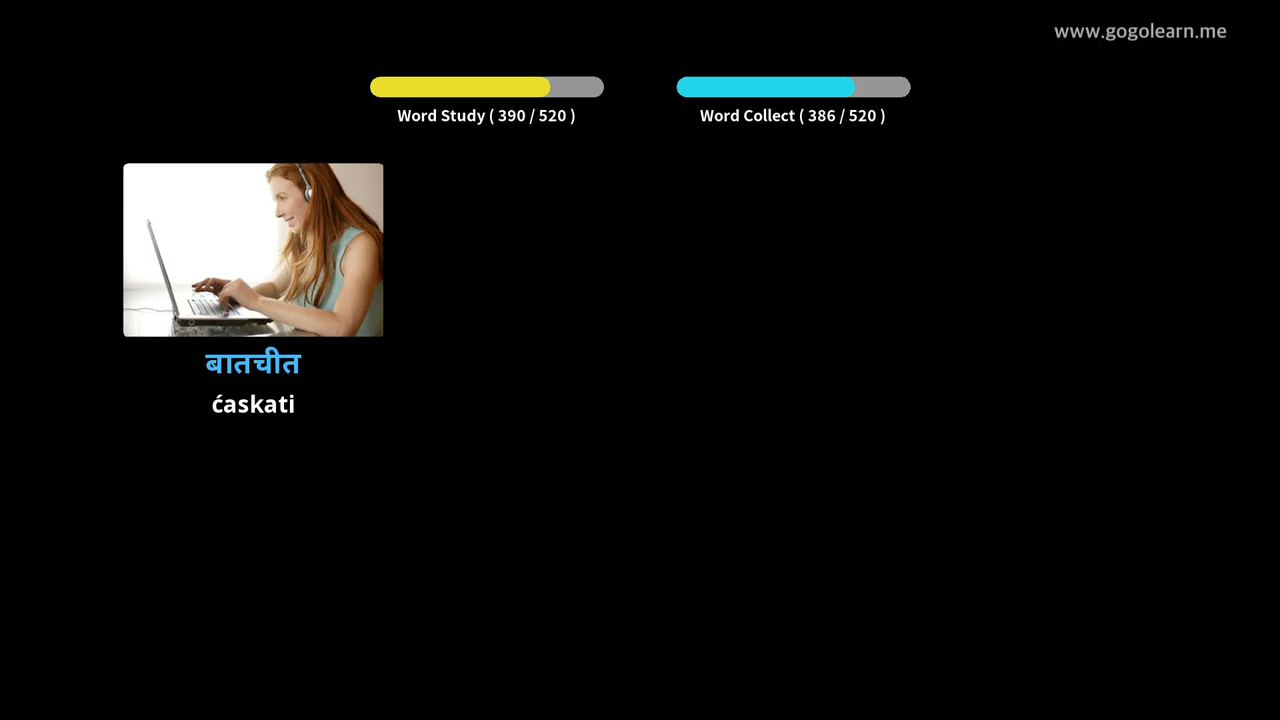 www.gogolearn.me
Word Study ( 390 / 520 )
Word Collect ( 386 / 520 )
बातचीत
ćaskati